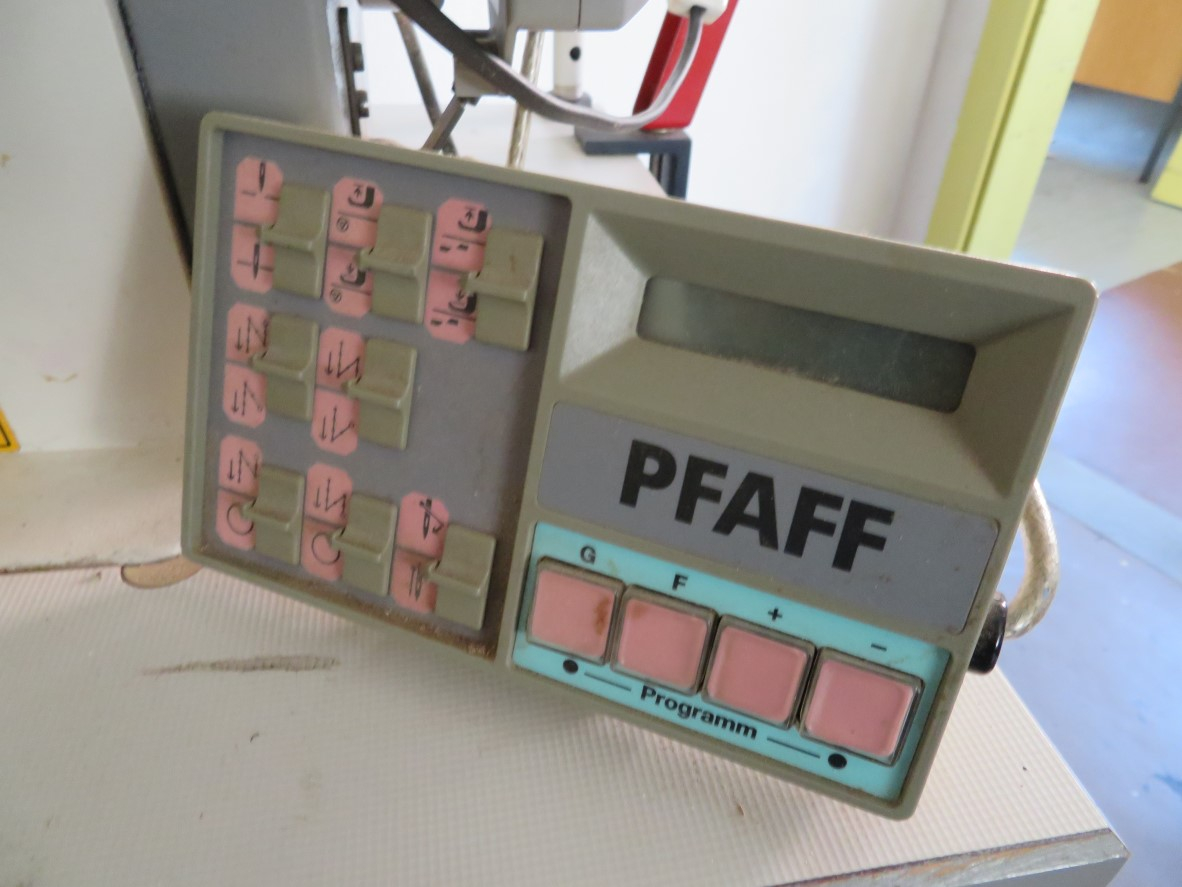 PFAFF
G F + -
Programm